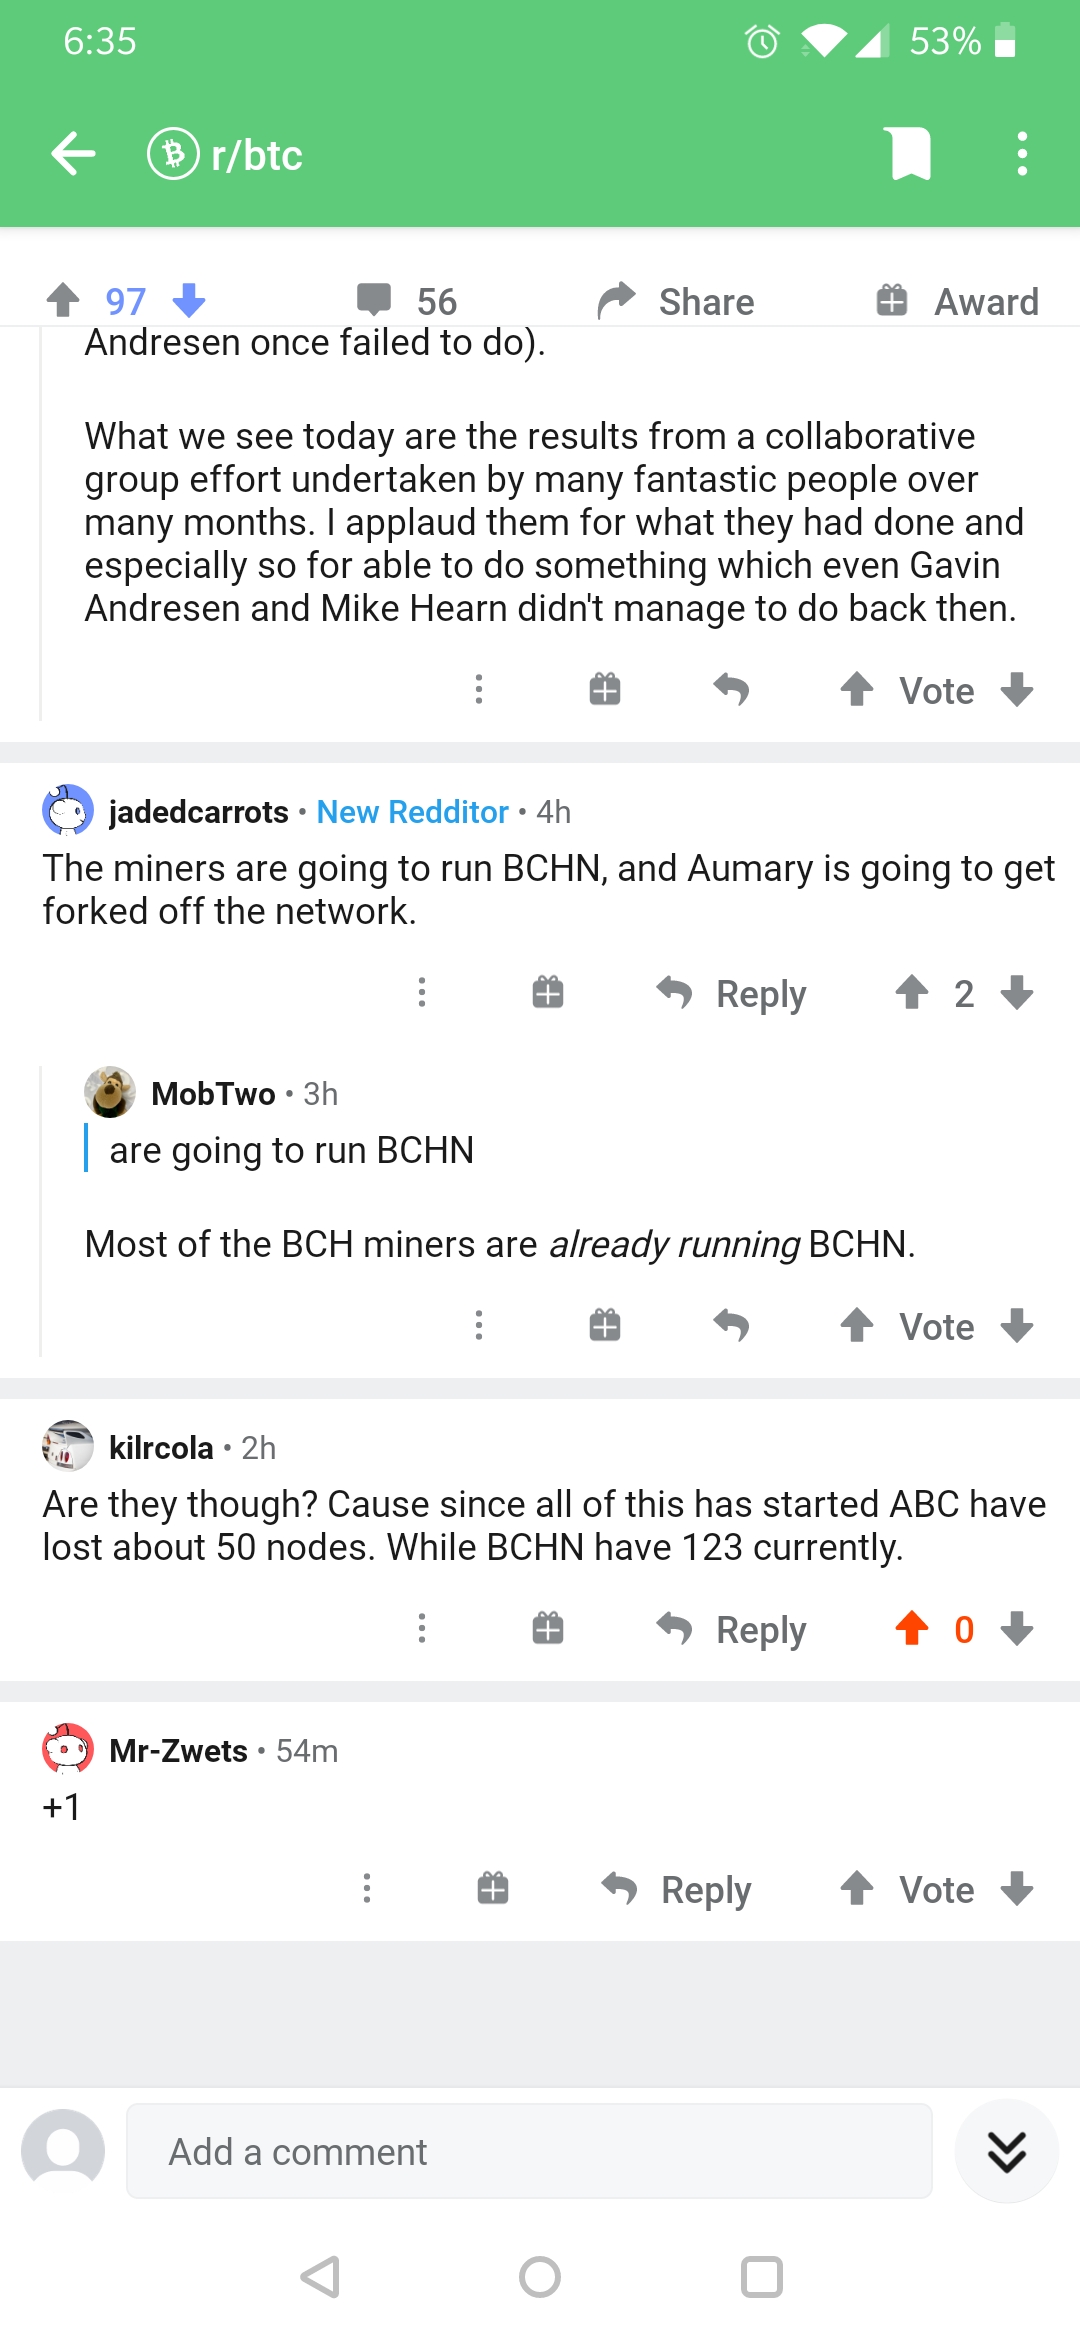 6:35
53%
r/btc
97
56
Share
Award
Andresen once failed to do).
What we see today are the results from a collaborative
group effort undertaken by many fantastic people over
many months. I applaud them for what they had done and
especially so for able to do something which even Gavin
Andresen and Mike Hearn didn't manage to do back then.
Vote
jadedcarrots • New Redditor • 4h
The miners are going to run BCHN, and Aumary is going to get
forked off the network.
Reply
2
MobTwo • 3h
are going to run BCHN
Most of the BCH miners are already running BCHN.
Vote
kilrcola • 2h
Are they though? Cause since all of this has started ABC have
lost about 50 nodes. While BCHN have 123 currently.
Reply
0
Mr-Zwets • 54m
+1
Reply
Vote
Add a comment